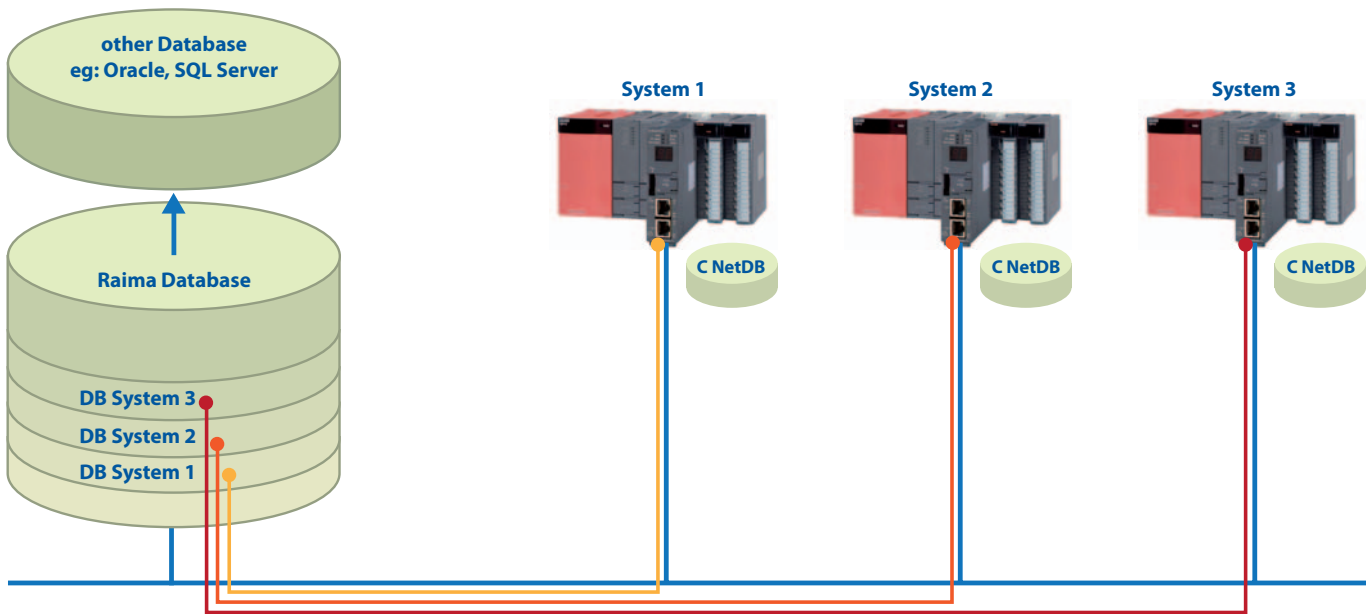 other Database
eg: Oracle, SQL Server
System 1
System 2
System 3
C NetDB
C NetDB
C NetDB
Raima Database
DB System 3
DB System 2
DB System 1